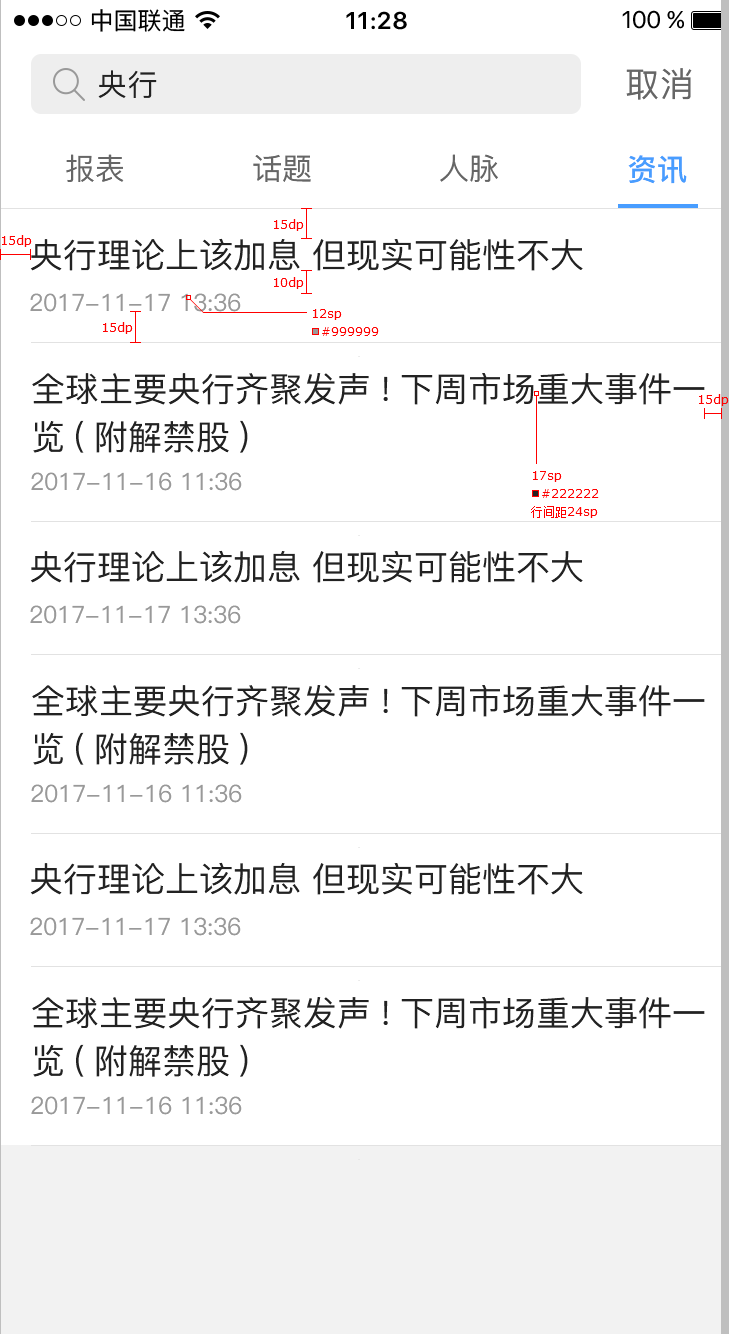 中国联通 11:28 100 %
央行 取消
报表 话题 人脉 资讯
15dp
15dp
央行理论上该加息 但现实可能性不大
10dp
2017-11-17 13:36
12sp
15dp
#999999
全球主要央行齐聚发声！下周市场重大事件一
15dp
览（附解禁股）
2017-11-16 11:36
17sp
#222222
行间距24sp
央行理论上该加息 但现实可能性不大
2017-11-17 13:36
全球主要央行齐聚发声！下周市场重大事件一
览（附解禁股）
2017-11-16 11:36
央行理论上该加息 但现实可能性不大
2017-11-17 13:36
全球主要央行齐聚发声！下周市场重大事件一
览（附解禁股）
2017-11-16 11:36